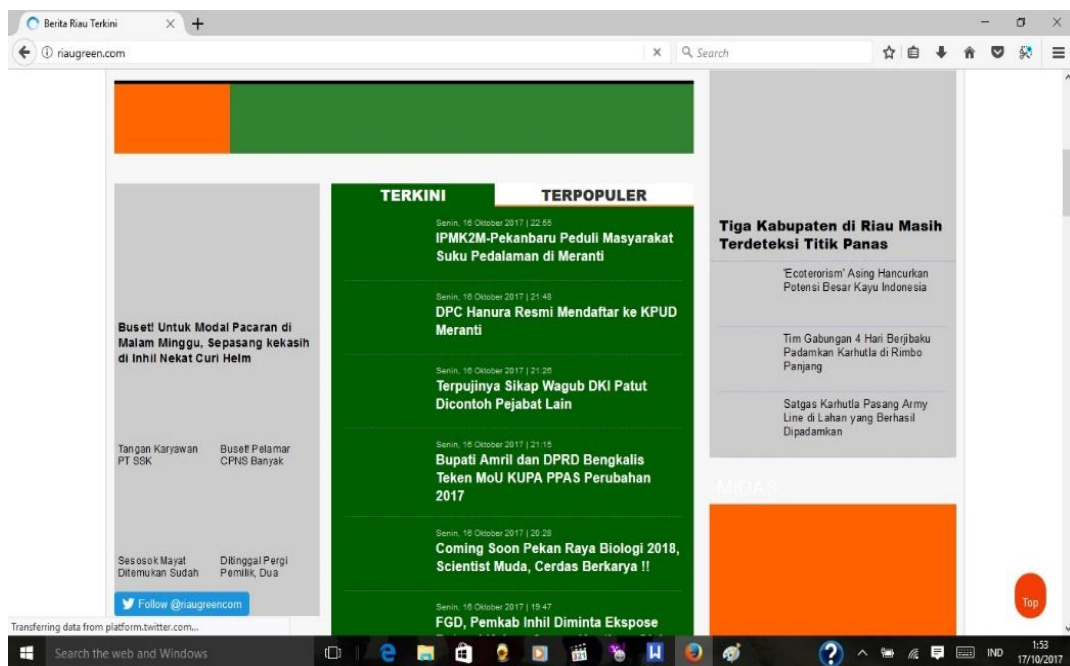 Berita Riau Terkini
riaugreen.com
Search
TERKINI
TERPOPULER
Senin, 16 Oktober 2017 | 22:55
IPMK2M-Pekanbaru Peduli Masyarakat
Suku Pedalaman di Meranti
Senin, 16 Oktober 2017 | 21:48
DPC Hanura Resmi Mendaftar ke KPUD
Meranti
Senin, 16 Oktober 2017 | 21:26
Terpujinya Sikap Wagub DKI Patut
Dicontoh Pejabat Lain
Senin, 16 Oktober 2017 | 21:15
Bupati Amril dan DPRD Bengkalis
Teken MoU KUPA PPAS Perubahan
2017
Senin, 16 Oktober 2017 | 20:28
Coming Soon Pekan Raya Biologi 2018,
Scientist Muda, Cerdas Berkarya !!
Senin, 16 Oktober 2017 | 19:47
FGD, Pemkab Inhil Diminta Ekspose
Buset! Untuk Modal Pacaran di
Malam Minggu, Sepasang kekasih
di Inhil Nekat Curi Helm
Tangan Karyawan
PT SSK
Buset! Pelamar
CPNS Banyak
Sesosok Mayat
Ditemukan Sudah
Ditinggal Pergi
Pemilik, Dua
Follow @riaugreencom
Tiga Kabupaten di Riau Masih
Terdeteksi Titik Panas
'Ecoterorism' Asing Hancurkan
Potensi Besar Kayu Indonesia
Tim Gabungan 4 Hari Berjibaku
Padamkan Karhutla di Rimbo
Panjang
Satgas Karhutla Pasang Army
Line di Lahan yang Berhasil
Dipadamkan
MIGAS
Top
Transferring data from platform.twitter.com...
Search the web and Windows
IND
1:53
17/10/2017